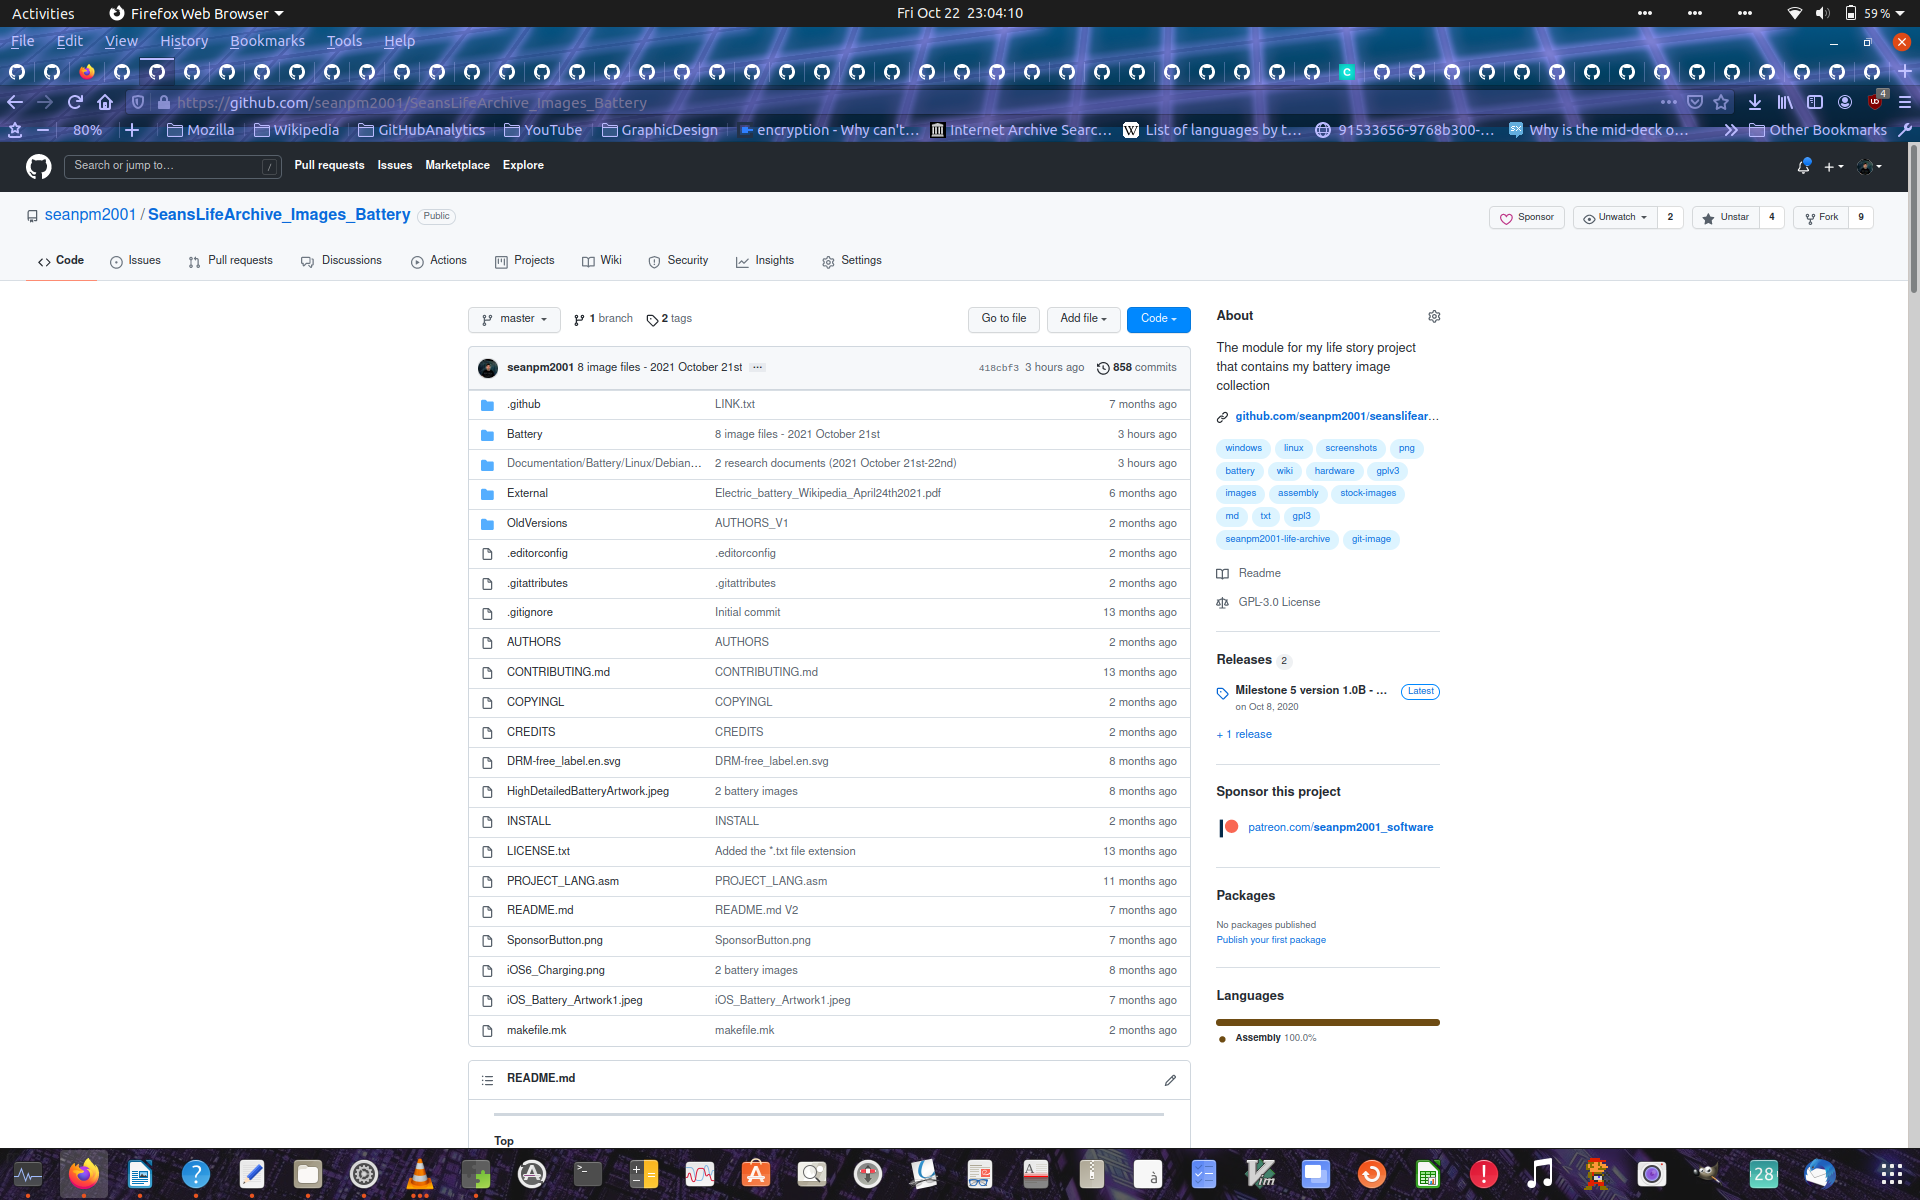 Activities
Firefox Web Browser
Fri Oct 22  23:04:10
59 %
File Edit View History Bookmarks Tools Help
https://github.com/seanpm2001/SeansLifeArchive_Images_Battery
4
80%
Mozilla
Wikipedia
GitHubAnalytics
YouTube
GraphicDesign
encryption - Why can't…
Internet Archive Searc…
List of languages by t…
91533656-9768b300-…
Why is the mid-deck o…
Other Bookmarks
Search or jump to…
/
Pull requests Issues Marketplace Explore
seanpm2001 / SeansLifeArchive_Images_Battery
Public
Sponsor
Unwatch 2
Unstar 4
Fork 9
Code Issues Pull requests Discussions Actions Projects Wiki Security Insights Settings
master
1 branch
2 tags
Go to file
Add file
Code
seanpm2001 8 image files - 2021 October 21st ···
418cbf3 3 hours ago
858 commits
.github LINK.txt 7 months ago
Battery 8 image files - 2021 October 21st 3 hours ago
Documentation/Battery/Linux/Debian… 2 research documents (2021 October 21st-22nd) 3 hours ago
External Electric_battery_Wikipedia_April24th2021.pdf 6 months ago
OldVersions AUTHORS_V1 2 months ago
.editorconfig .editorconfig 2 months ago
.gitattributes .gitattributes 2 months ago
.gitignore Initial commit 13 months ago
AUTHORS AUTHORS 2 months ago
CONTRIBUTING.md CONTRIBUTING.md 13 months ago
COPYINGL COPYINGL 2 months ago
CREDITS CREDITS 2 months ago
DRM-free_label.en.svg DRM-free_label.en.svg 8 months ago
HighDetailedBatteryArtwork.jpeg 2 battery images 8 months ago
INSTALL INSTALL 2 months ago
LICENSE.txt Added the *.txt file extension 13 months ago
PROJECT_LANG.asm PROJECT_LANG.asm 11 months ago
README.md README.md V2 7 months ago
SponsorButton.png SponsorButton.png 7 months ago
iOS6_Charging.png 2 battery images 8 months ago
iOS_Battery_Artwork1.jpeg iOS_Battery_Artwork1.jpeg 7 months ago
makefile.mk makefile.mk 2 months ago
README.md
Top
About
The module for my life story project
that contains my battery image
collection
github.com/seanpm2001/seanslifear…
windows linux screenshots png
battery wiki hardware gplv3
images assembly stock-images
md txt gpl3
seanpm2001-life-archive git-image
Readme
GPL-3.0 License
Releases 2
Milestone 5 version 1.0B - … Latest
on Oct 8, 2020
+ 1 release
Sponsor this project
patreon.com/seanpm2001_software
Packages
No packages published
Publish your first package
Languages
Assembly 100.0%
28